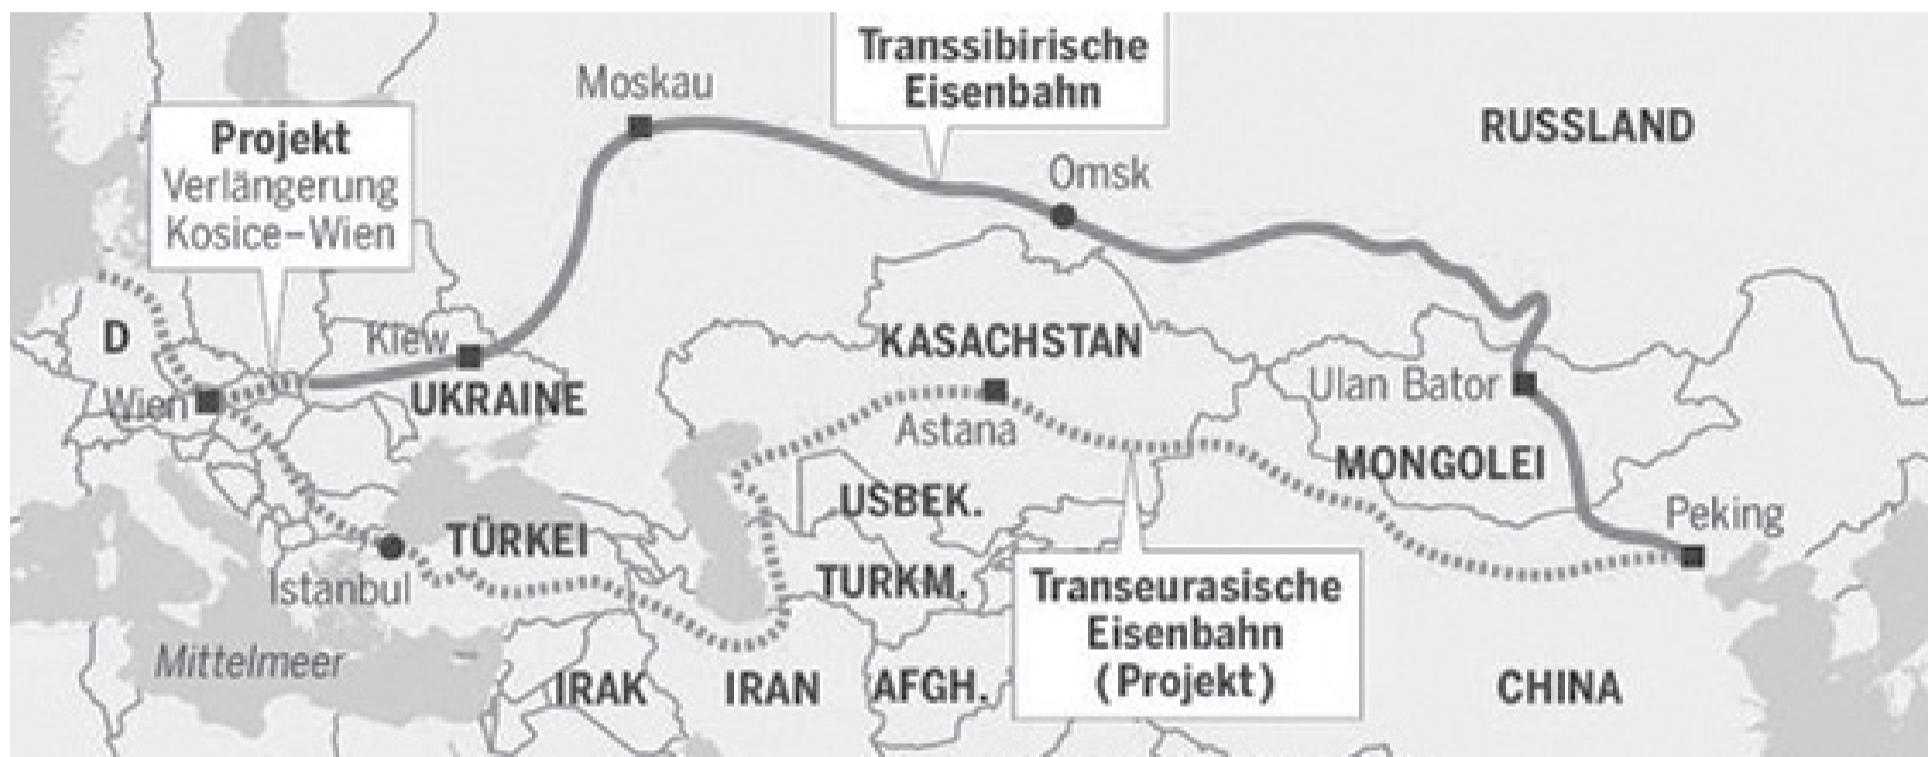 Transsibirische
Eisenbahn
Moskau
RUSSLAND
Projekt
Verlängerung
Kosice–Wien
Omsk
D
Kiew
KASACHSTAN
Wien
UKRAINE
Ulan Bator
Astana
MONGOLEI
USBEK.
Peking
TÜRKEI
Istanbul
TURKM.
Transeurasische
Eisenbahn
(Projekt)
Mittelmeer
IRAK
IRAN
AFGH.
CHINA